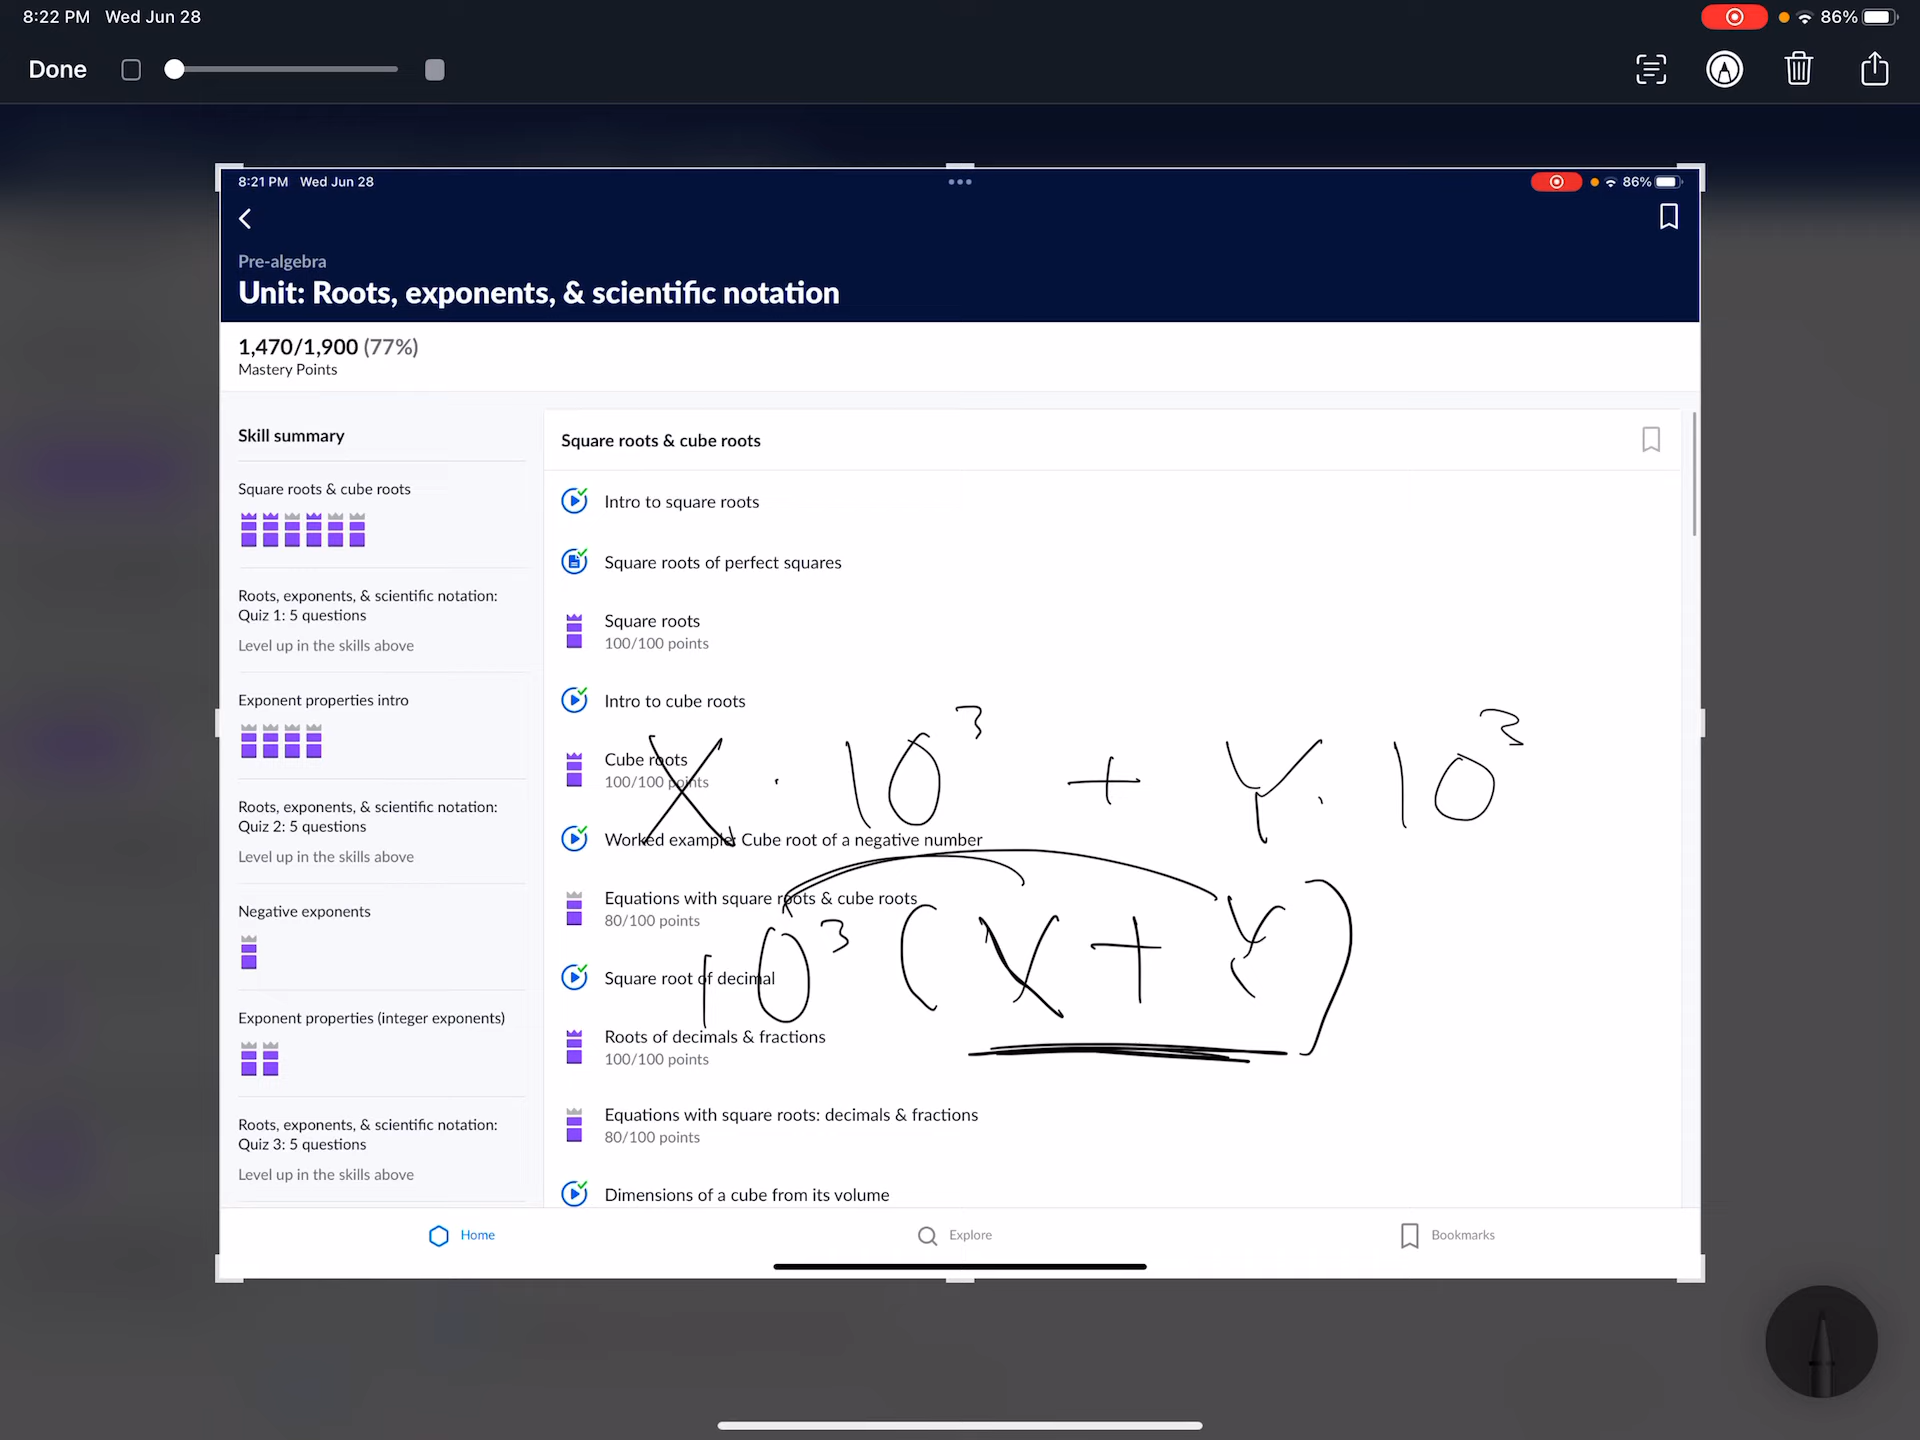 8:22 PM Wed Jun 28
86%
Done
8:21 PM Wed Jun 28
86%
Pre-algebra
Unit: Roots, exponents, & scientific notation
1,470/1,900 (77%)
Mastery Points
Skill summary
Square roots & cube roots
Roots, exponents, & scientific notation:
Quiz 1: 5 questions
Level up in the skills above
Exponent properties intro
Roots, exponents, & scientific notation:
Quiz 2: 5 questions
Level up in the skills above
Negative exponents
Exponent properties (integer exponents)
Roots, exponents, & scientific notation:
Quiz 3: 5 questions
Level up in the skills above
Square roots & cube roots
Intro to square roots
Square roots of perfect squares
Square roots
100/100 points
Intro to cube roots
Cube roots
100/100 points
Worked example: Cube root of a negative number
Equations with square roots & cube roots
80/100 points
Square root of decimal
Roots of decimals & fractions
100/100 points
Equations with square roots: decimals & fractions
80/100 points
Dimensions of a cube from its volume
X · 10³ + Y · 10³
10³ (X + Y)
Home
Explore
Bookmarks